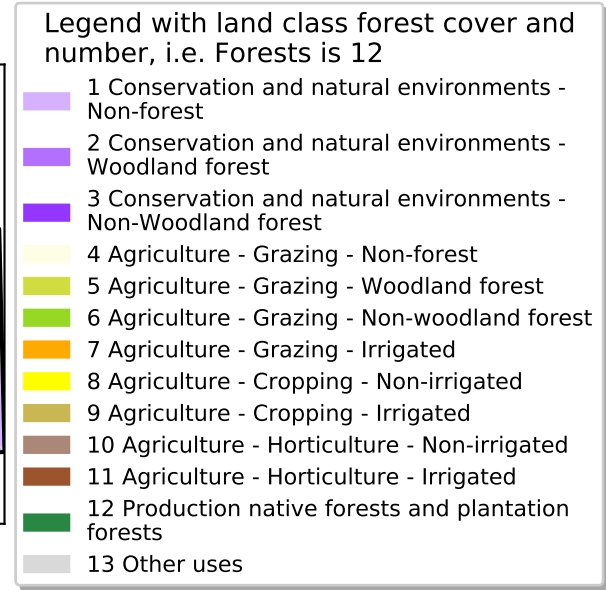 Legend with land class forest cover and
number, i.e. Forests is 12
1 Conservation and natural environments -
Non-forest
2 Conservation and natural environments -
Woodland forest
3 Conservation and natural environments -
Non-Woodland forest
4 Agriculture - Grazing - Non-forest
5 Agriculture - Grazing - Woodland forest
6 Agriculture - Grazing - Non-woodland forest
7 Agriculture - Grazing - Irrigated
8 Agriculture - Cropping - Non-irrigated
9 Agriculture - Cropping - Irrigated
10 Agriculture - Horticulture - Non-irrigated
11 Agriculture - Horticulture - Irrigated
12 Production native forests and plantation
forests
13 Other uses